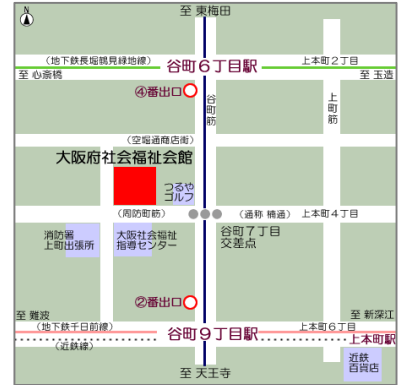 N
至 東梅田
(地下鉄長堀鶴見緑地線)
谷町6丁目駅
上本町2丁目
至 心斎橋
至 玉造
④番出口
谷町筋
上町筋
(空堀通商店街)
大阪府社会福祉会館
つるや
ゴルフ
(周防町筋)
(通称 楠通)
上本町4丁目
消防署
上町出張所
大阪社会福祉
指導センター
谷町7丁目
交差点
②番出口
至 難波
至 新深江
(地下鉄千日前線)
谷町9丁目駅
上本町6丁目
(近鉄線)
上本町駅
近鉄
百貨店
至 天王寺